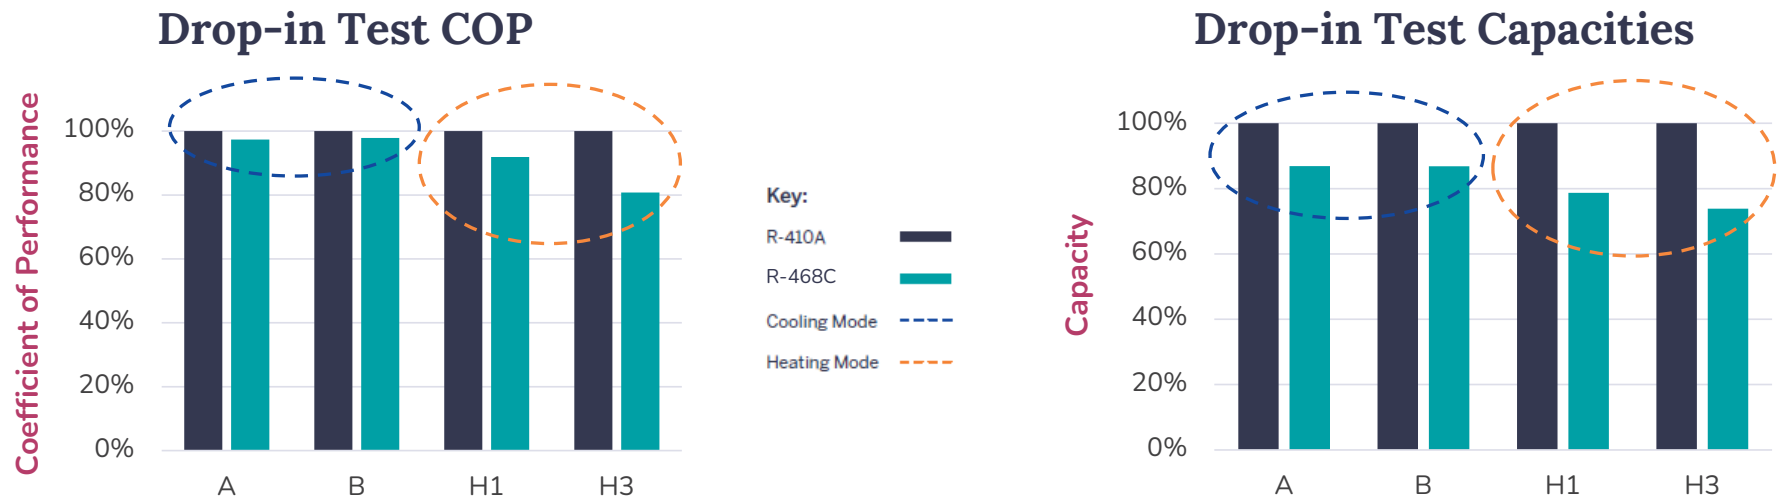 Drop-in Test COP
Coefficient of Performance
100%
80%
60%
40%
20%
0%
A B H1 H3
Key:
R-410A
R-468C
Cooling Mode
Heating Mode
Drop-in Test Capacities
Capacity
100%
80%
60%
40%
20%
0%
A B H1 H3